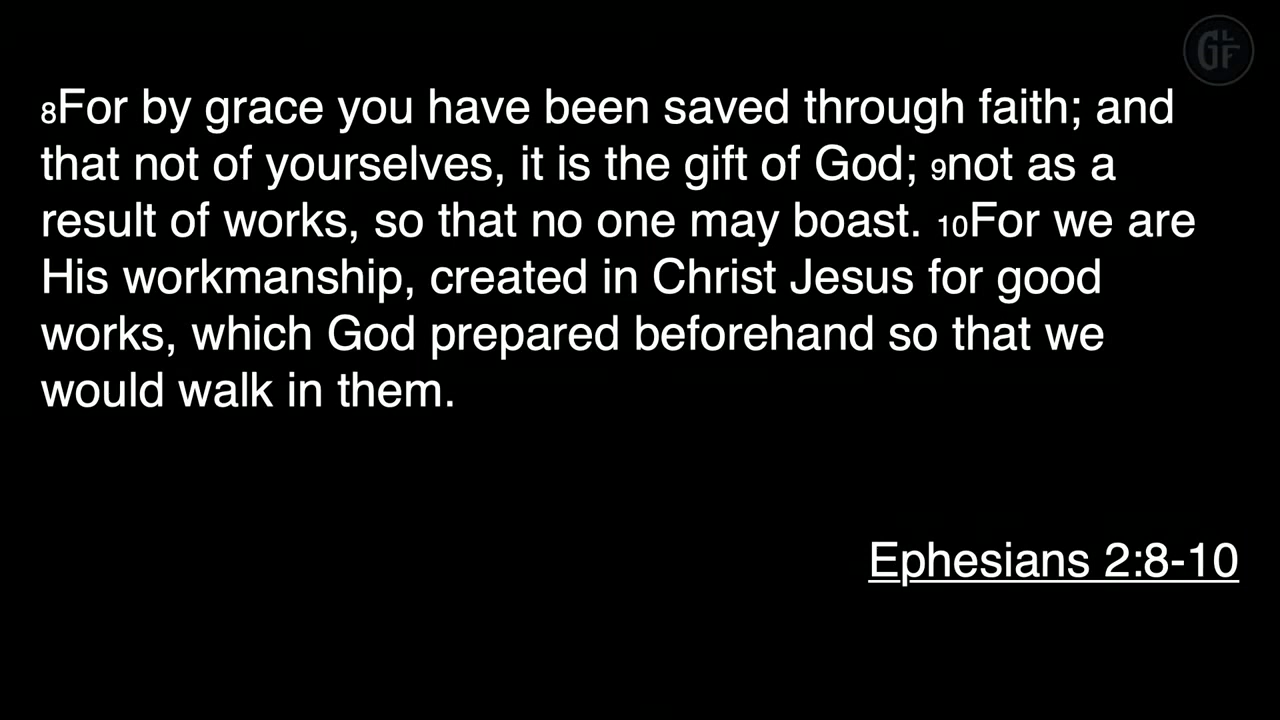 8For by grace you have been saved through faith; and
that not of yourselves, it is the gift of God; 9not as a
result of works, so that no one may boast. 10For we are
His workmanship, created in Christ Jesus for good
works, which God prepared beforehand so that we
would walk in them.
Ephesians 2:8-10